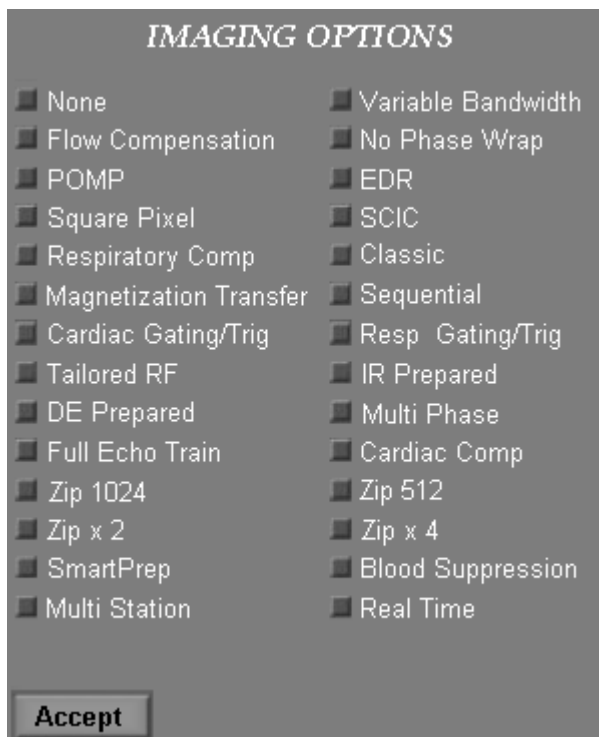 IMAGING OPTIONS
None Variable Bandwidth
Flow Compensation No Phase Wrap
POMP EDR
Square Pixel SCIC
Respiratory Comp Classic
Magnetization Transfer Sequential
Cardiac Gating/Trig Resp Gating/Trig
Tailored RF IR Prepared
DE Prepared Multi Phase
Full Echo Train Cardiac Comp
Zip 1024 Zip 512
Zip x 2 Zip x 4
SmartPrep Blood Suppression
Multi Station Real Time
Accept